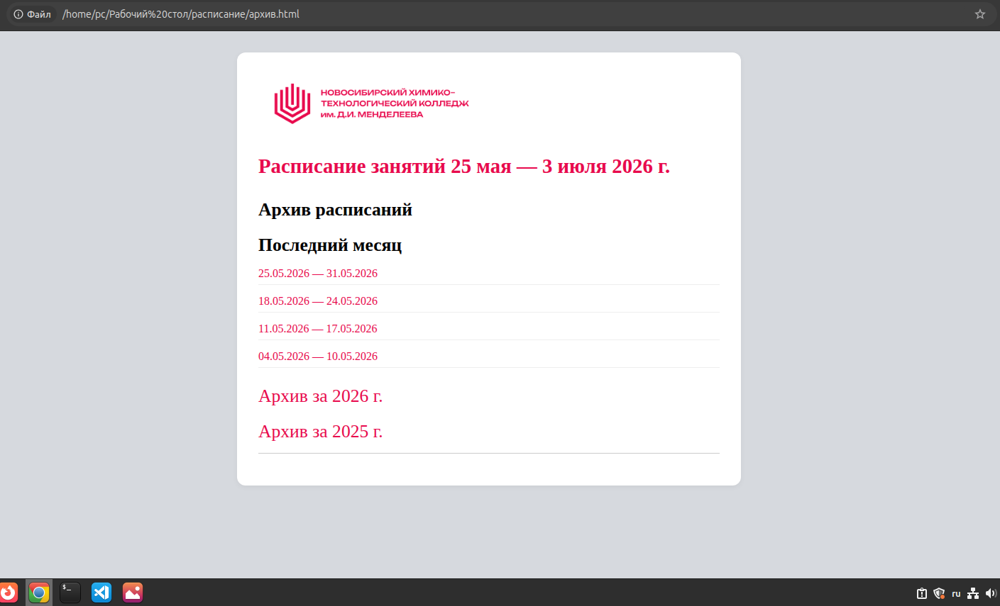 Файл /home/pc/Рабочий%20стол/расписание/архив.html
НОВОСИБИРСКИЙ ХИМИКО-
ТЕХНОЛОГИЧЕСКИЙ КОЛЛЕДЖ
им. Д.И. МЕНДЕЛЕЕВА
Расписание занятий 25 мая — 3 июля 2026 г.
Архив расписаний
Последний месяц
25.05.2026 — 31.05.2026
18.05.2026 — 24.05.2026
11.05.2026 — 17.05.2026
04.05.2026 — 10.05.2026
Архив за 2026 г.
Архив за 2025 г.
$_
ru